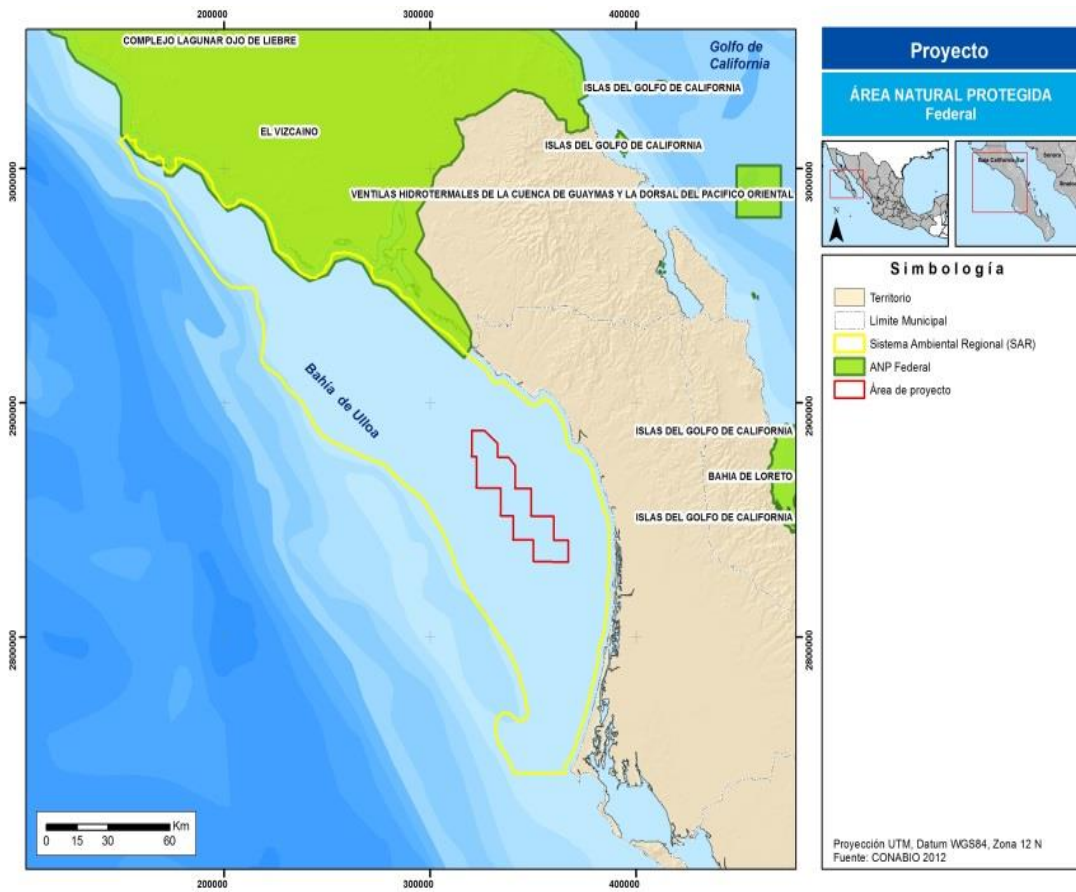 200000
300000
400000
COMPLEJO LAGUNAR OJO DE LIEBRE
Golfo de
California
ISLAS DEL GOLFO DE CALIFORNIA
EL VIZCAINO
ISLAS DEL GOLFO DE CALIFORNIA
VENTILAS HIDROTERMALES DE LA CUENCA DE GUAYMAS Y LA DORSAL DEL PACIFICO ORIENTAL
Bahía de Ulloa
ISLAS DEL GOLFO DE CALIFORNIA
BAHIA DE LORETO
ISLAS DEL GOLFO DE CALIFORNIA
3000000
2900000
2800000
3000000
2900000
2800000
Km
0 15 30 60
200000
300000
400000
Proyecto
ÁREA NATURAL PROTEGIDA
Federal
N
Baja California Sur
Sonora
Simbología
Territorio
Límite Municipal
Sistema Ambiental Regional (SAR)
ANP Federal
Área de proyecto
Proyección UTM, Datum WGS84, Zona 12 N
Fuente: CONABIO 2012